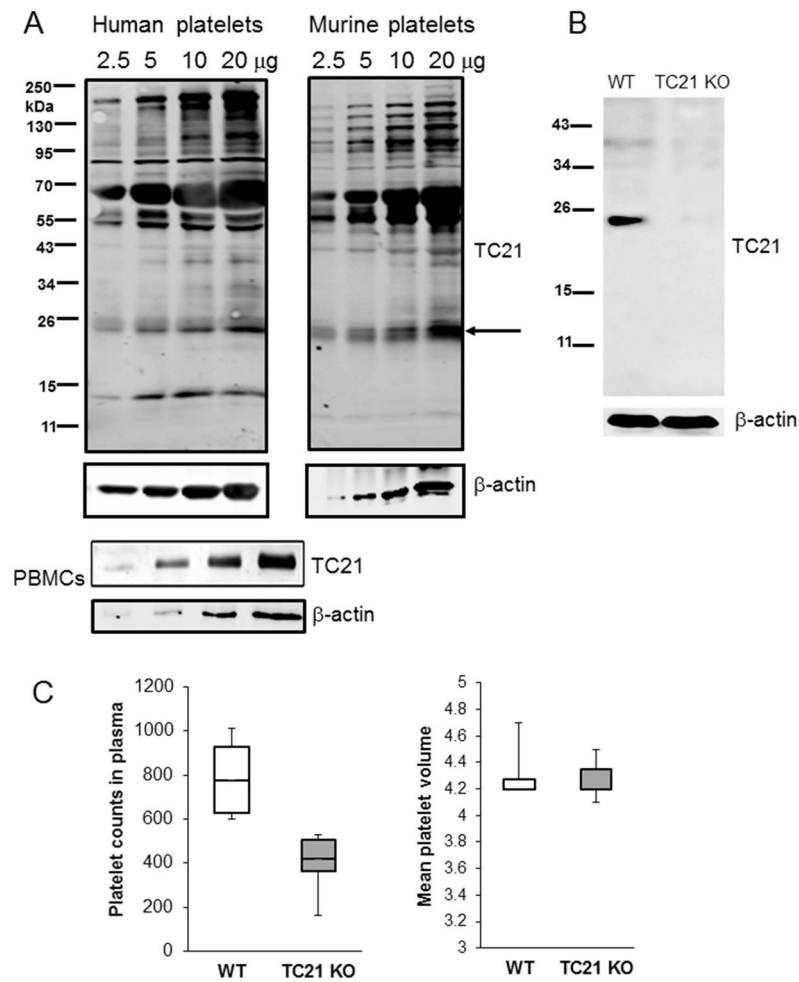 A
Human platelets
Murine platelets
2.5 5 10 20 μg
2.5 5 10 20 μg
250
kDa
130
95
70
55
43
34
26
15
11
TC21
β-actin
PBMCs
TC21
β-actin
B
WT TC21 KO
43
34
26
15
11
TC21
β-actin
C
Platelet counts in plasma
1200
1000
800
600
400
200
0
WT TC21 KO
Mean platelet volume
5
4.8
4.6
4.4
4.2
4
3.8
3.6
3.4
3.2
3
WT TC21 KO